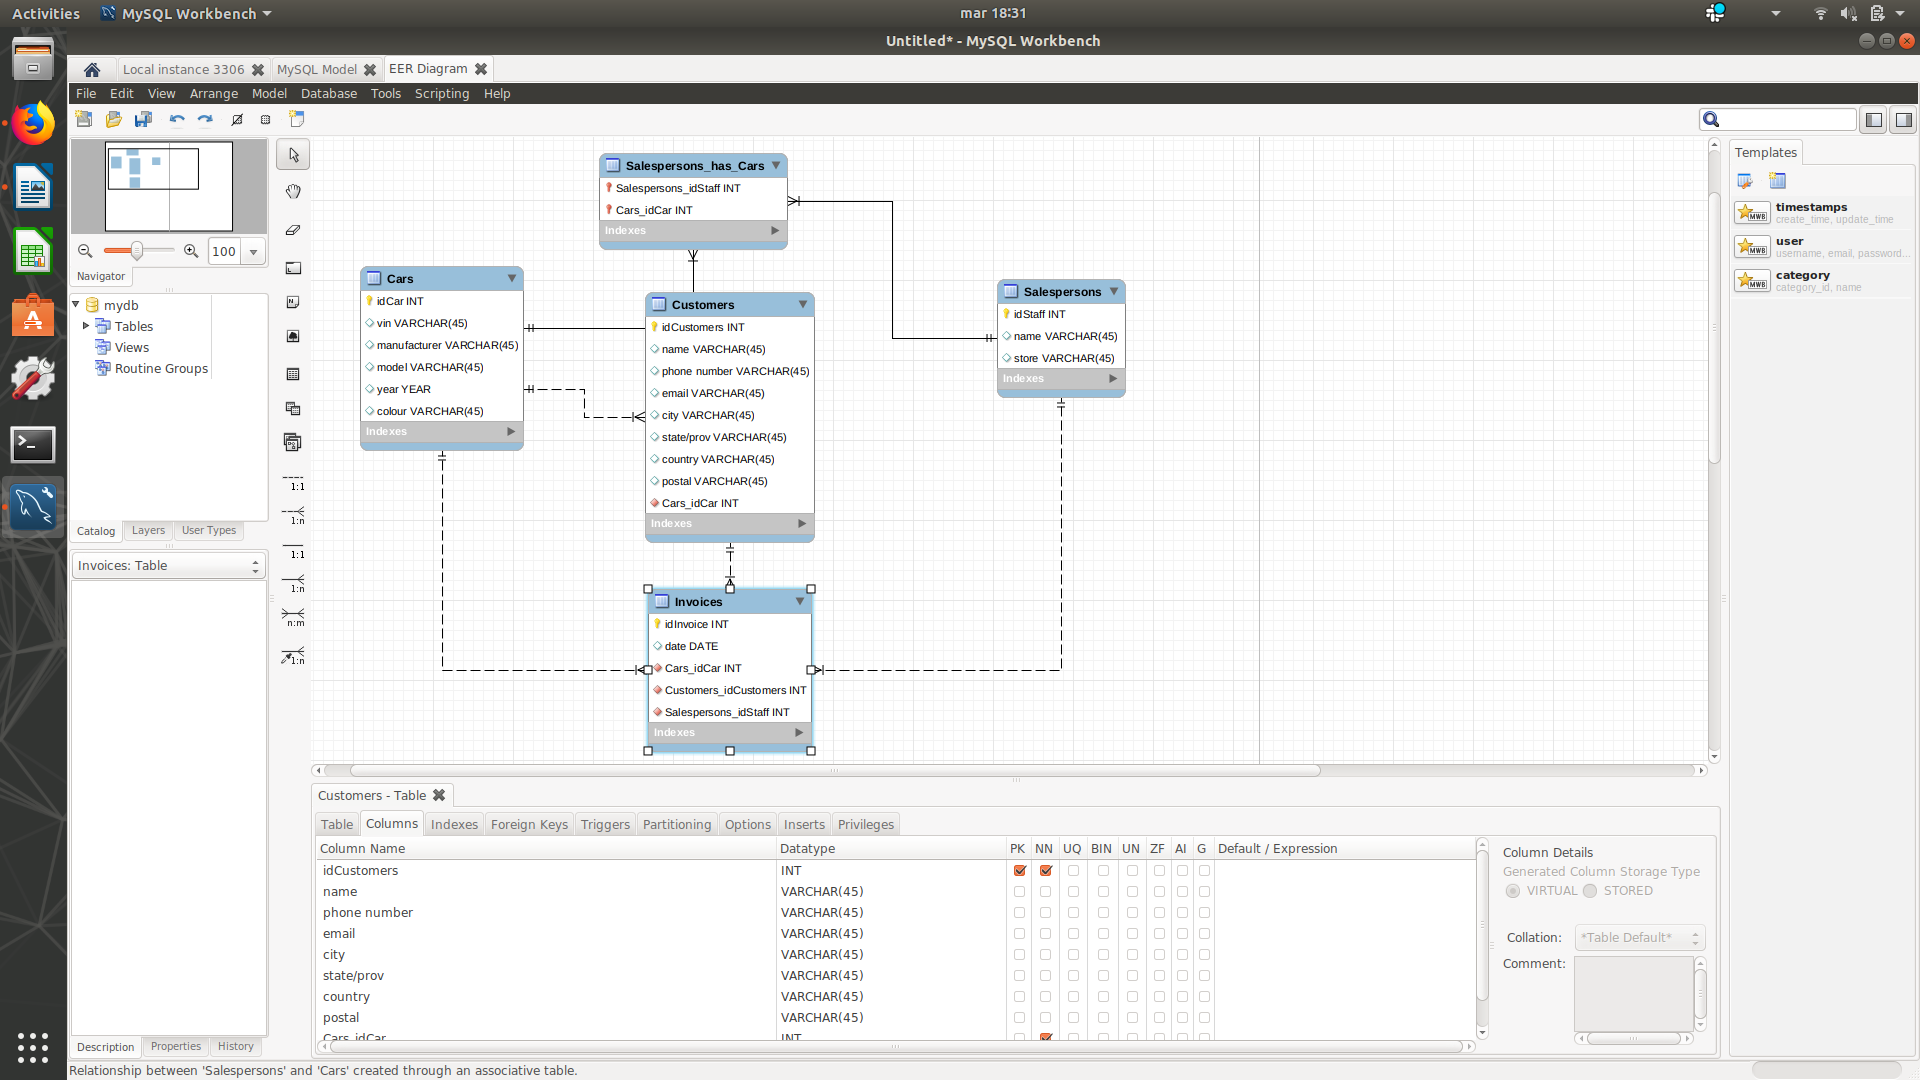 Activities
MySQL Workbench
mar 18:31
Untitled* - MySQL Workbench
Local instance 3306
MySQL Model
EER Diagram
File Edit View Arrange Model Database Tools Scripting Help
100
Navigator
mydb
Tables
Views
Routine Groups
Catalog Layers User Types
Invoices: Table
Description Properties History
1:1
1:n
1:1
1:n
n:m
1:n
Salespersons_has_Cars
Salespersons_idStaff INT
Cars_idCar INT
Indexes
Cars
idCar INT
vin VARCHAR(45)
manufacturer VARCHAR(45)
model VARCHAR(45)
year YEAR
colour VARCHAR(45)
Indexes
Customers
idCustomers INT
name VARCHAR(45)
phone number VARCHAR(45)
email VARCHAR(45)
city VARCHAR(45)
state/prov VARCHAR(45)
country VARCHAR(45)
postal VARCHAR(45)
Cars_idCar INT
Indexes
Salespersons
idStaff INT
name VARCHAR(45)
store VARCHAR(45)
Indexes
Invoices
idInvoice INT
date DATE
Cars_idCar INT
Customers_idCustomers INT
Salespersons_idStaff INT
Indexes
Templates
MWB
timestamps
create_time, update_time
MWB
user
username, email, password...
MWB
category
category_id, name
Customers - Table
Table Columns Indexes Foreign Keys Triggers Partitioning Options Inserts Privileges
Column Name Datatype PK NN UQ BIN UN ZF AI G Default / Expression
idCustomers INT
name VARCHAR(45)
phone number VARCHAR(45)
email VARCHAR(45)
city VARCHAR(45)
state/prov VARCHAR(45)
country VARCHAR(45)
postal VARCHAR(45)
Cars_idCar INT
Column Details
Generated Column Storage Type
VIRTUAL STORED
Collation: *Table Default*
Comment:
Relationship between 'Salespersons' and 'Cars' created through an associative table.